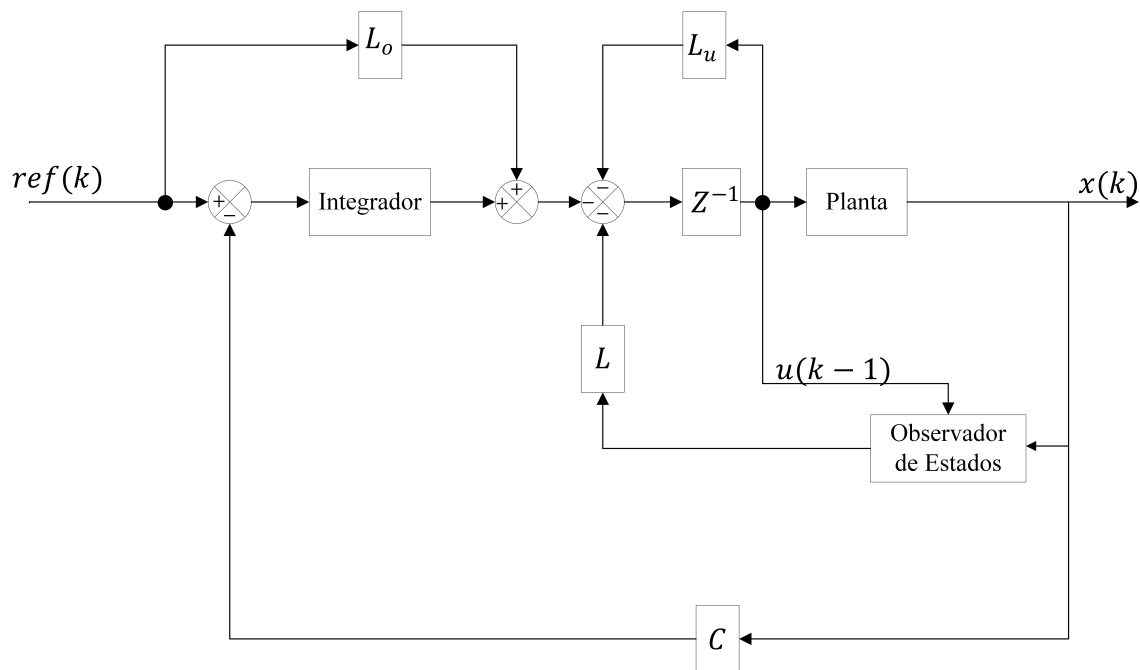 L_o
L_u
ref(k)
+
−
Integrador
+
+
−
−
−
Z^{-1}
Planta
x(k)
L
u(k − 1)
Observador
de Estados
C